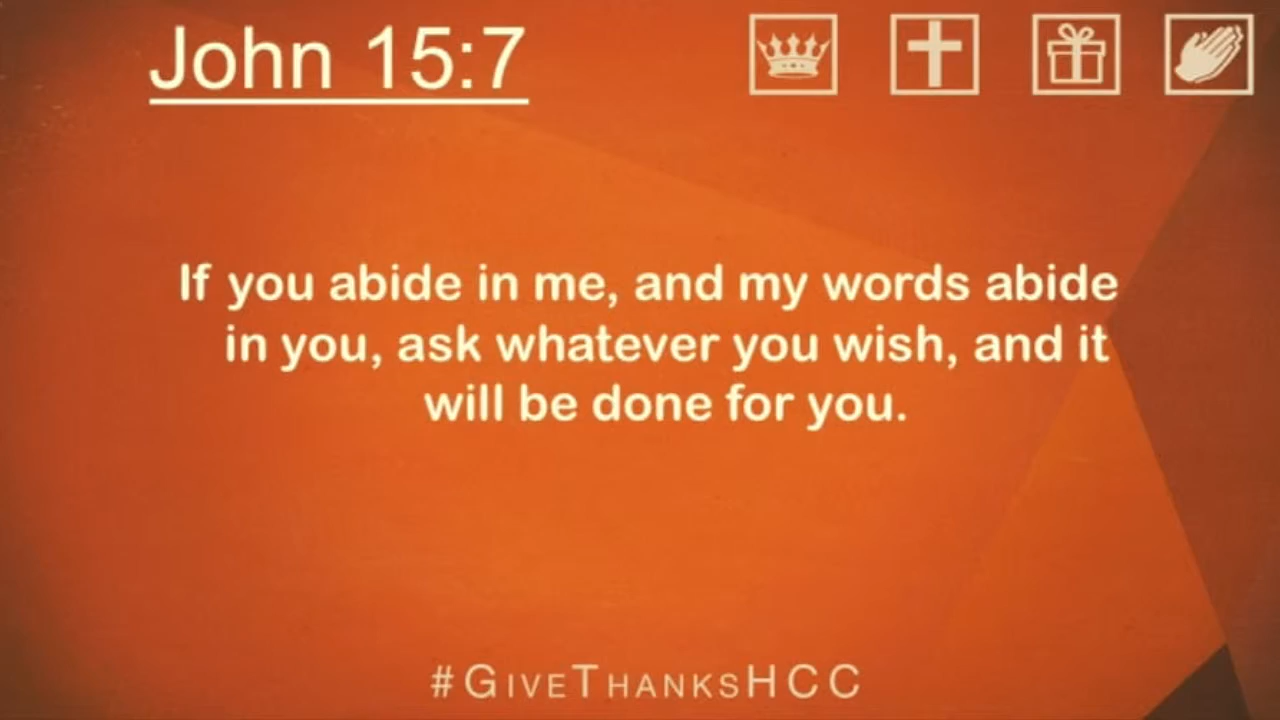 John 15:7
If you abide in me, and my words abide
in you, ask whatever you wish, and it
will be done for you.
#GIVETHANKSHCC